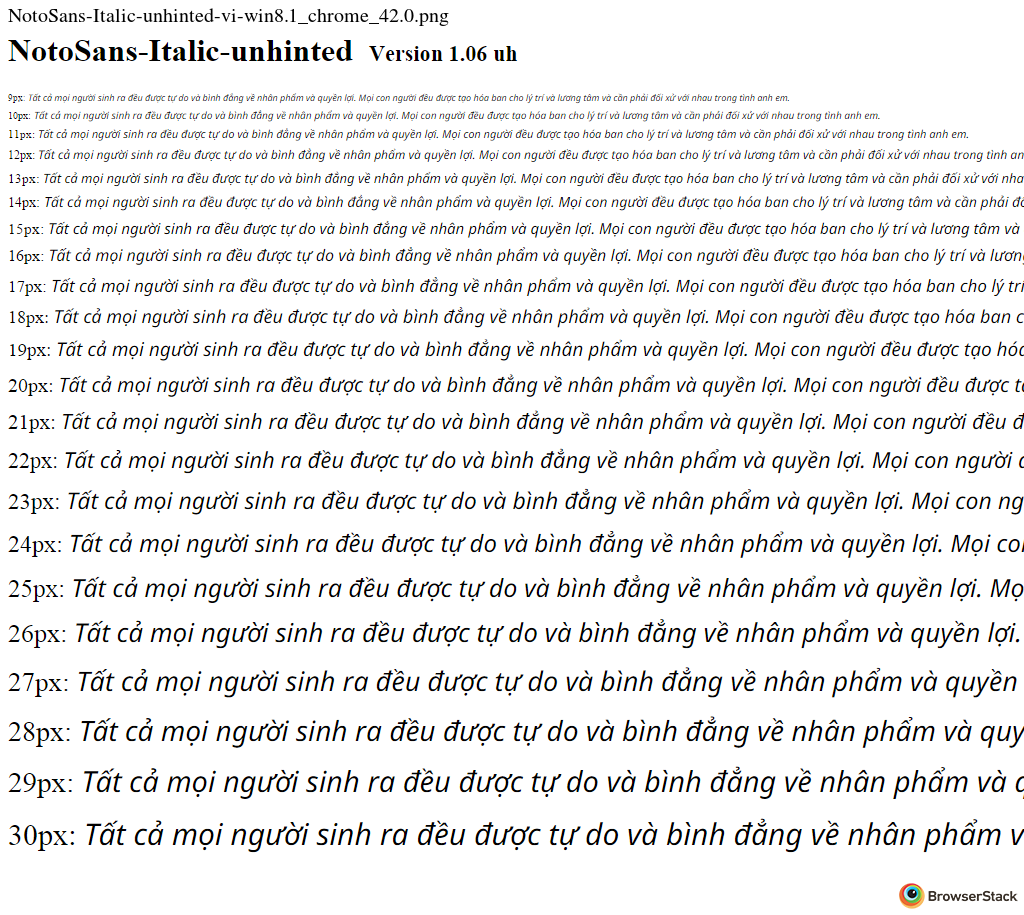 NotoSans-Italic-unhinted-vi-win8.1_chrome_42.0.png
NotoSans-Italic-unhinted Version 1.06 uh
9px: Tất cả mọi người sinh ra đều được tự do và bình đẳng về nhân phẩm và quyền lợi. Mọi con người đều được tạo hóa ban cho lý trí và lương tâm và cần phải đối xử với nhau trong tình anh em.
10px: Tất cả mọi người sinh ra đều được tự do và bình đẳng về nhân phẩm và quyền lợi. Mọi con người đều được tạo hóa ban cho lý trí và lương tâm và cần phải đối xử với nhau trong tình anh em.
11px: Tất cả mọi người sinh ra đều được tự do và bình đẳng về nhân phẩm và quyền lợi. Mọi con người đều được tạo hóa ban cho lý trí và lương tâm và cần phải đối xử với nhau trong tình anh em.
12px: Tất cả mọi người sinh ra đều được tự do và bình đẳng về nhân phẩm và quyền lợi. Mọi con người đều được tạo hóa ban cho lý trí và lương tâm và cần phải đối xử với nhau trong tình an
13px: Tất cả mọi người sinh ra đều được tự do và bình đẳng về nhân phẩm và quyền lợi. Mọi con người đều được tạo hóa ban cho lý trí và lương tâm và cần phải đối xử với nha
14px: Tất cả mọi người sinh ra đều được tự do và bình đẳng về nhân phẩm và quyền lợi. Mọi con người đều được tạo hóa ban cho lý trí và lương tâm và cần phải đố
15px: Tất cả mọi người sinh ra đều được tự do và bình đẳng về nhân phẩm và quyền lợi. Mọi con người đều được tạo hóa ban cho lý trí và lương tâm và
16px: Tất cả mọi người sinh ra đều được tự do và bình đẳng về nhân phẩm và quyền lợi. Mọi con người đều được tạo hóa ban cho lý trí và lươn
17px: Tất cả mọi người sinh ra đều được tự do và bình đẳng về nhân phẩm và quyền lợi. Mọi con người đều được tạo hóa ban cho lý trí
18px: Tất cả mọi người sinh ra đều được tự do và bình đẳng về nhân phẩm và quyền lợi. Mọi con người đều được tạo hóa ban c
19px: Tất cả mọi người sinh ra đều được tự do và bình đẳng về nhân phẩm và quyền lợi. Mọi con người đều được tạo hóa
20px: Tất cả mọi người sinh ra đều được tự do và bình đẳng về nhân phẩm và quyền lợi. Mọi con người đều được tạ
21px: Tất cả mọi người sinh ra đều được tự do và bình đẳng về nhân phẩm và quyền lợi. Mọi con người đều đ
22px: Tất cả mọi người sinh ra đều được tự do và bình đẳng về nhân phẩm và quyền lợi. Mọi con người đ
23px: Tất cả mọi người sinh ra đều được tự do và bình đẳng về nhân phẩm và quyền lợi. Mọi con ng
24px: Tất cả mọi người sinh ra đều được tự do và bình đẳng về nhân phẩm và quyền lợi. Mọi con
25px: Tất cả mọi người sinh ra đều được tự do và bình đẳng về nhân phẩm và quyền lợi. Mọ
26px: Tất cả mọi người sinh ra đều được tự do và bình đẳng về nhân phẩm và quyền lợi.
27px: Tất cả mọi người sinh ra đều được tự do và bình đẳng về nhân phẩm và quyền
28px: Tất cả mọi người sinh ra đều được tự do và bình đẳng về nhân phẩm và quy
29px: Tất cả mọi người sinh ra đều được tự do và bình đẳng về nhân phẩm và q
30px: Tất cả mọi người sinh ra đều được tự do và bình đẳng về nhân phẩm v
BrowserStack